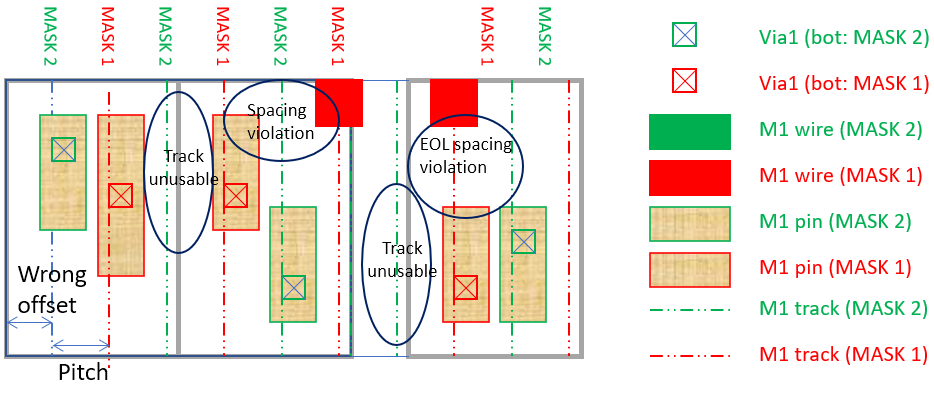 MASK 2
MASK 1
MASK 2
MASK 1
MASK 2
MASK 1
MASK 1
MASK 2
Spacing
violation
Track
unusable
EOL spacing
violation
Track
unusable
Wrong
offset
Pitch
Via1 (bot: MASK 2)
Via1 (bot: MASK 1)
M1 wire (MASK 2)
M1 wire (MASK 1)
M1 pin (MASK 2)
M1 pin (MASK 1)
M1 track (MASK 2)
M1 track (MASK 1)